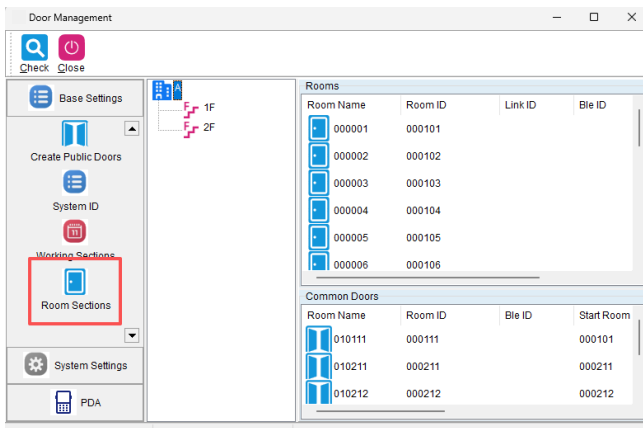 Door Management
Check Close
Base Settings
Create Public Doors
System ID
11
Working Sections
Room Sections
System Settings
PDA
A
F 1F
F 2F
Rooms
Room Name Room ID Link ID Ble ID
000001 000101
000002 000102
000003 000103
000004 000104
000005 000105
000006 000106
Common Doors
Room Name Room ID Ble ID Start Room
010111 000111 000101
010211 000211 000211
010212 000212 000212